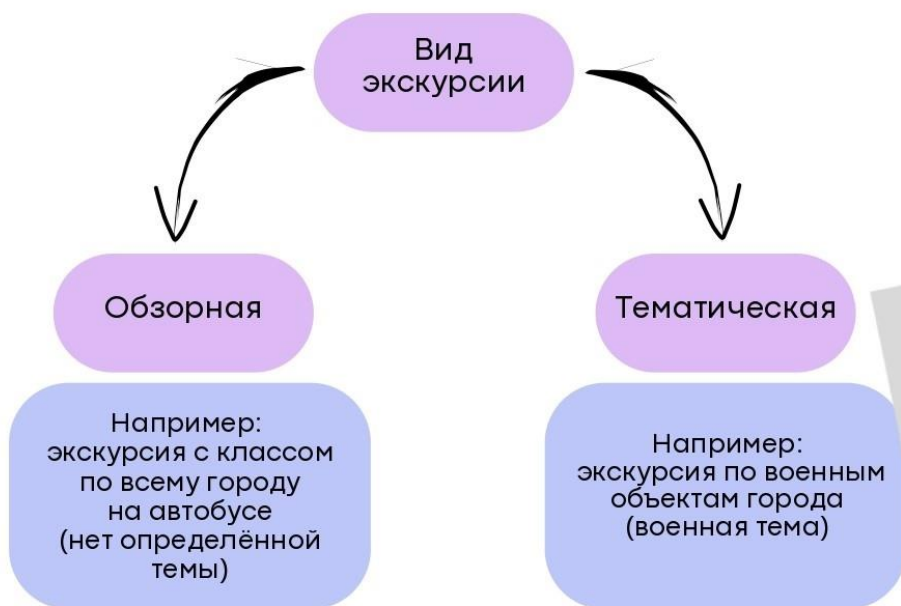 Вид
экскурсии
Обзорная
Тематическая
Например:
экскурсия с классом
по всему городу
на автобусе
(нет определённой
темы)
Например:
экскурсия по военным
объектам города
(военная тема)